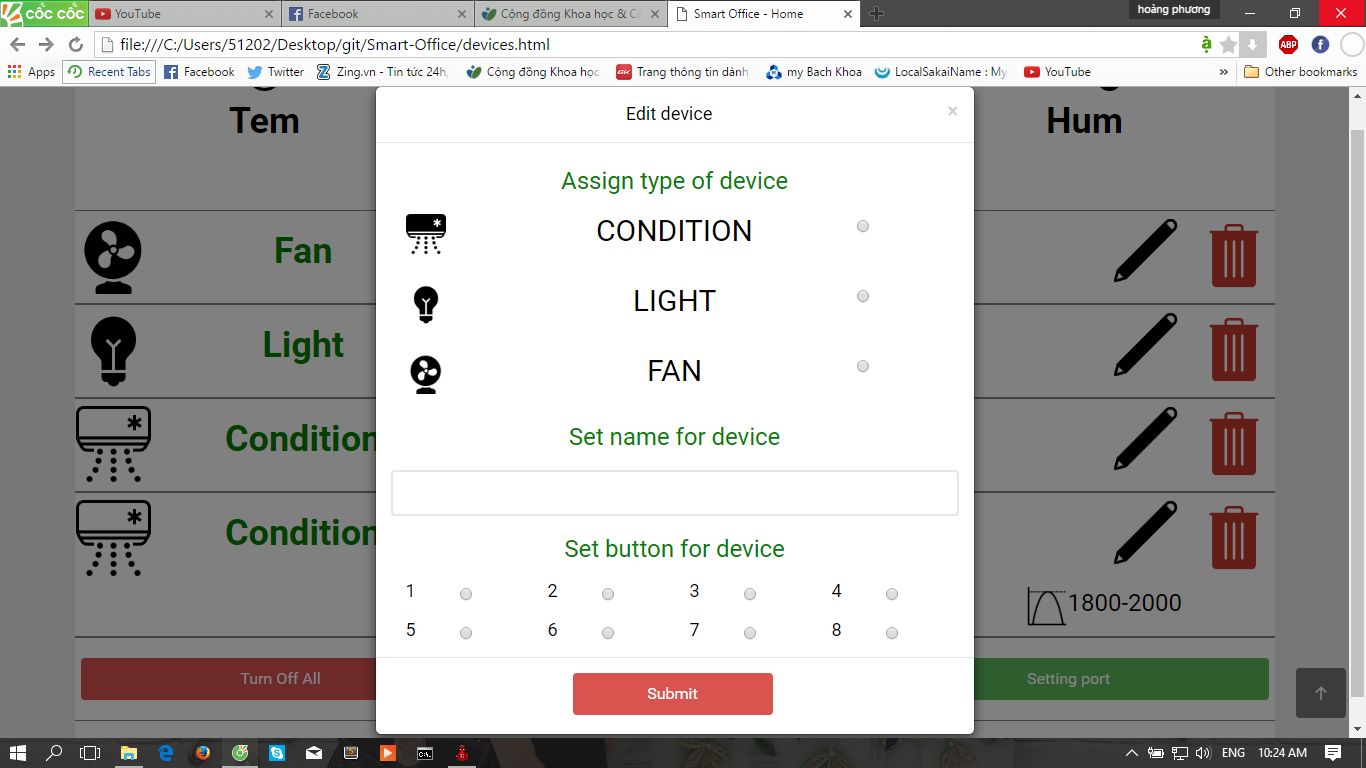 CỐC CỐC YouTube Facebook Cộng đồng Khoa học & Cô Smart Office - Home hoàng phương
file:///C:/Users/51202/Desktop/git/Smart-Office/devices.html à ABP
Apps Recent Tabs Facebook Twitter Zing.vn - Tin tức 24h, Cộng đồng Khoa học Trang thông tin dành my Bach Khoa LocalSakaiName : My YouTube » Other bookmarks
Edit device ×
Tem Hum
Assign type of device
CONDITION
Fan
LIGHT
Light
FAN
Set name for device
Condition
Condition
Set button for device
1 2 3 4
1800-2000
5 6 7 8
Turn Off All Submit Setting port
ENG 10:24 AM